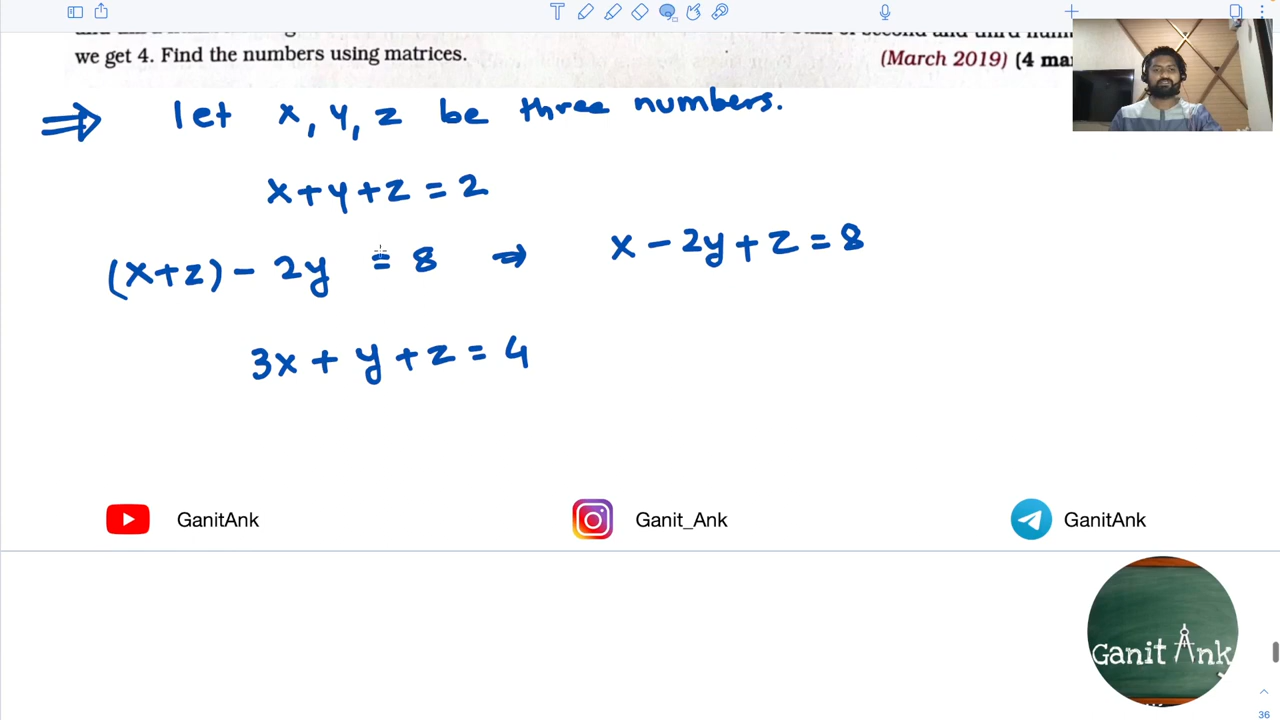 we get 4. Find the numbers using matrices. (March 2019) (4 ma
⇒ let x, y, z be three numbers.
x+y+z=2
(x+z) - 2y = 8 ⇒ x - 2y + z = 8
3x + y + z = 4
GanitAnk Ganit_Ank GanitAnk
Ganit Ank
36